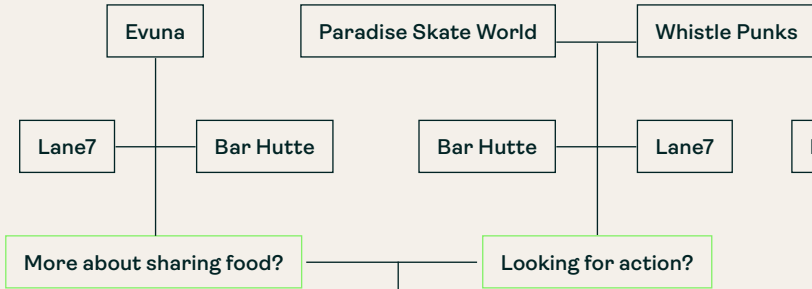 Evuna
Paradise Skate World
Whistle Punks
Lane7
Bar Hutte
Bar Hutte
Lane7
More about sharing food?
Looking for action?